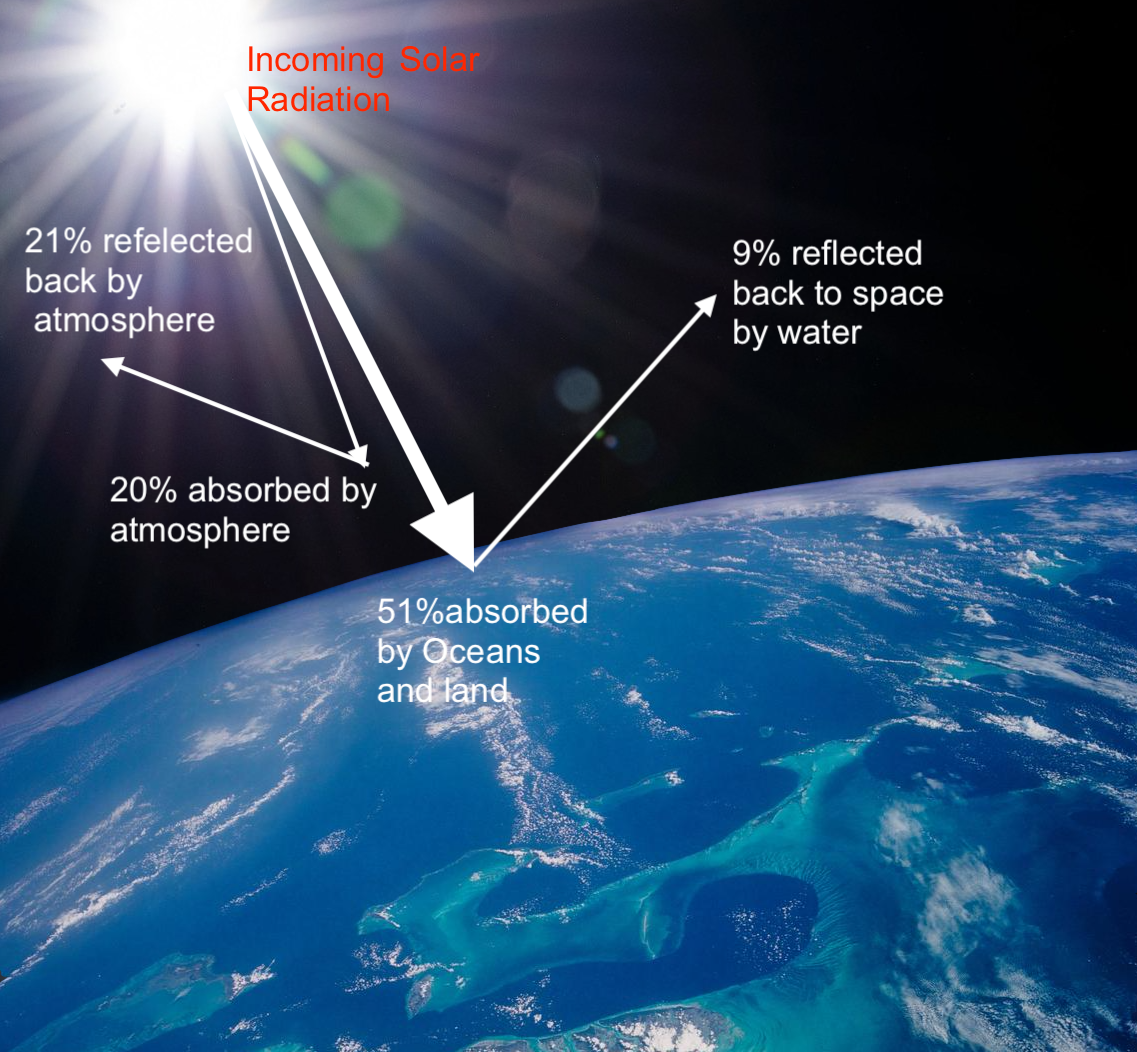 Incoming Solar
Radiation
21% refelected
back by
atmosphere
9% reflected
back to space
by water
20% absorbed by
atmosphere
51%absorbed
by Oceans
and land